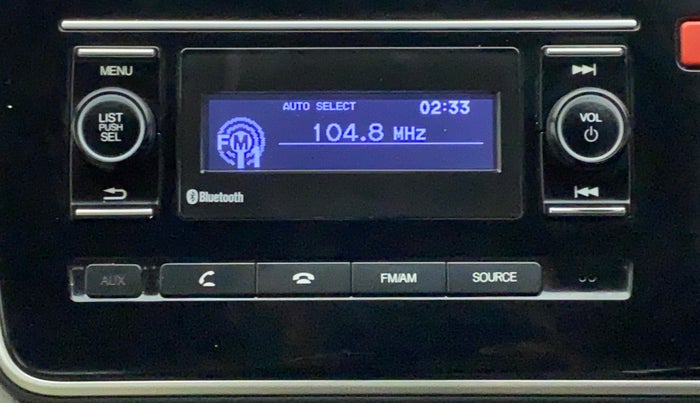 MENU
LIST
PUSH
SEL
AUTO SELECT 02:33
FM
104.8 MHz
Bluetooth
VOL
AUX
FM/AM
SOURCE